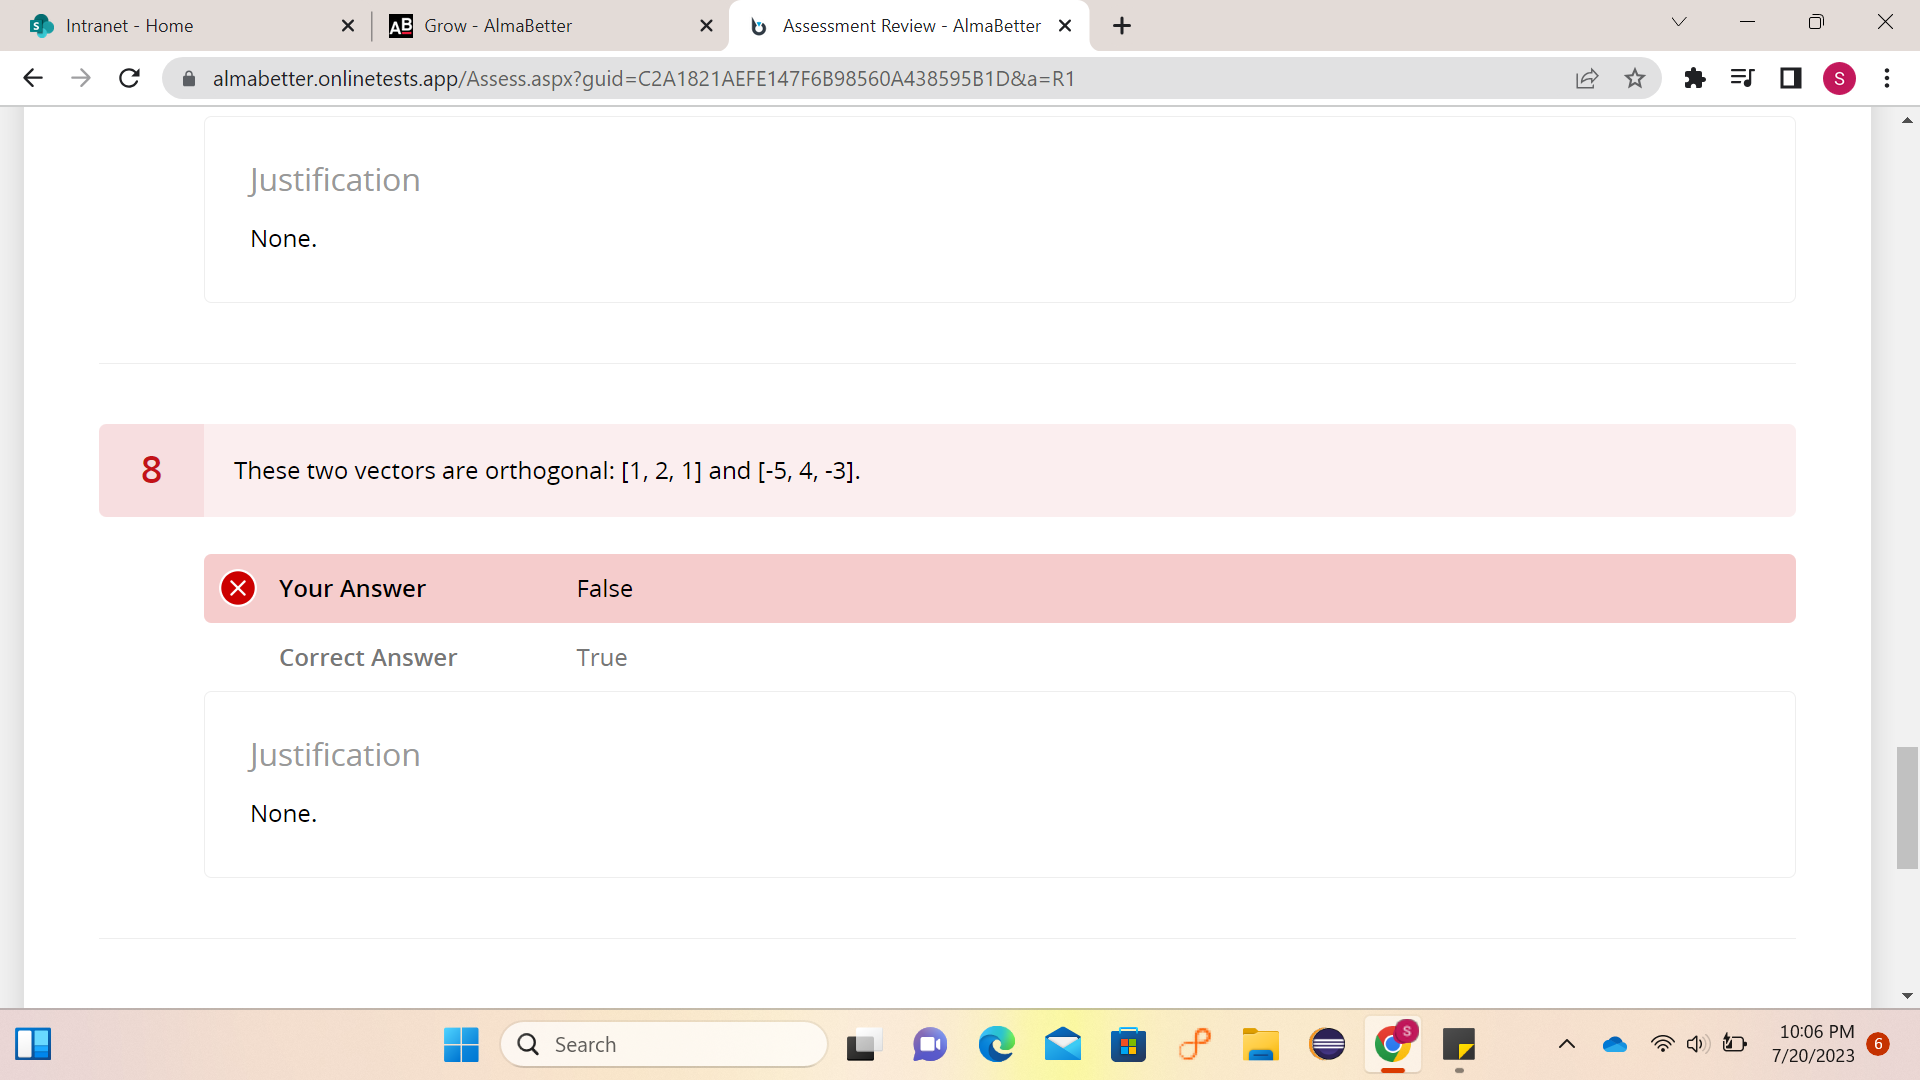 Intranet - Home
AB
Grow - AlmaBetter
Assessment Review - AlmaBetter
almabetter.onlinetests.app/Assess.aspx?guid=C2A1821AEFE147F6B98560A438595B1D&a=R1
S
Justification
None.
8
These two vectors are orthogonal: [1, 2, 1] and [-5, 4, -3].
Your Answer
False
Correct Answer
True
Justification
None.
Search
S
10:06 PM
7/20/2023
6